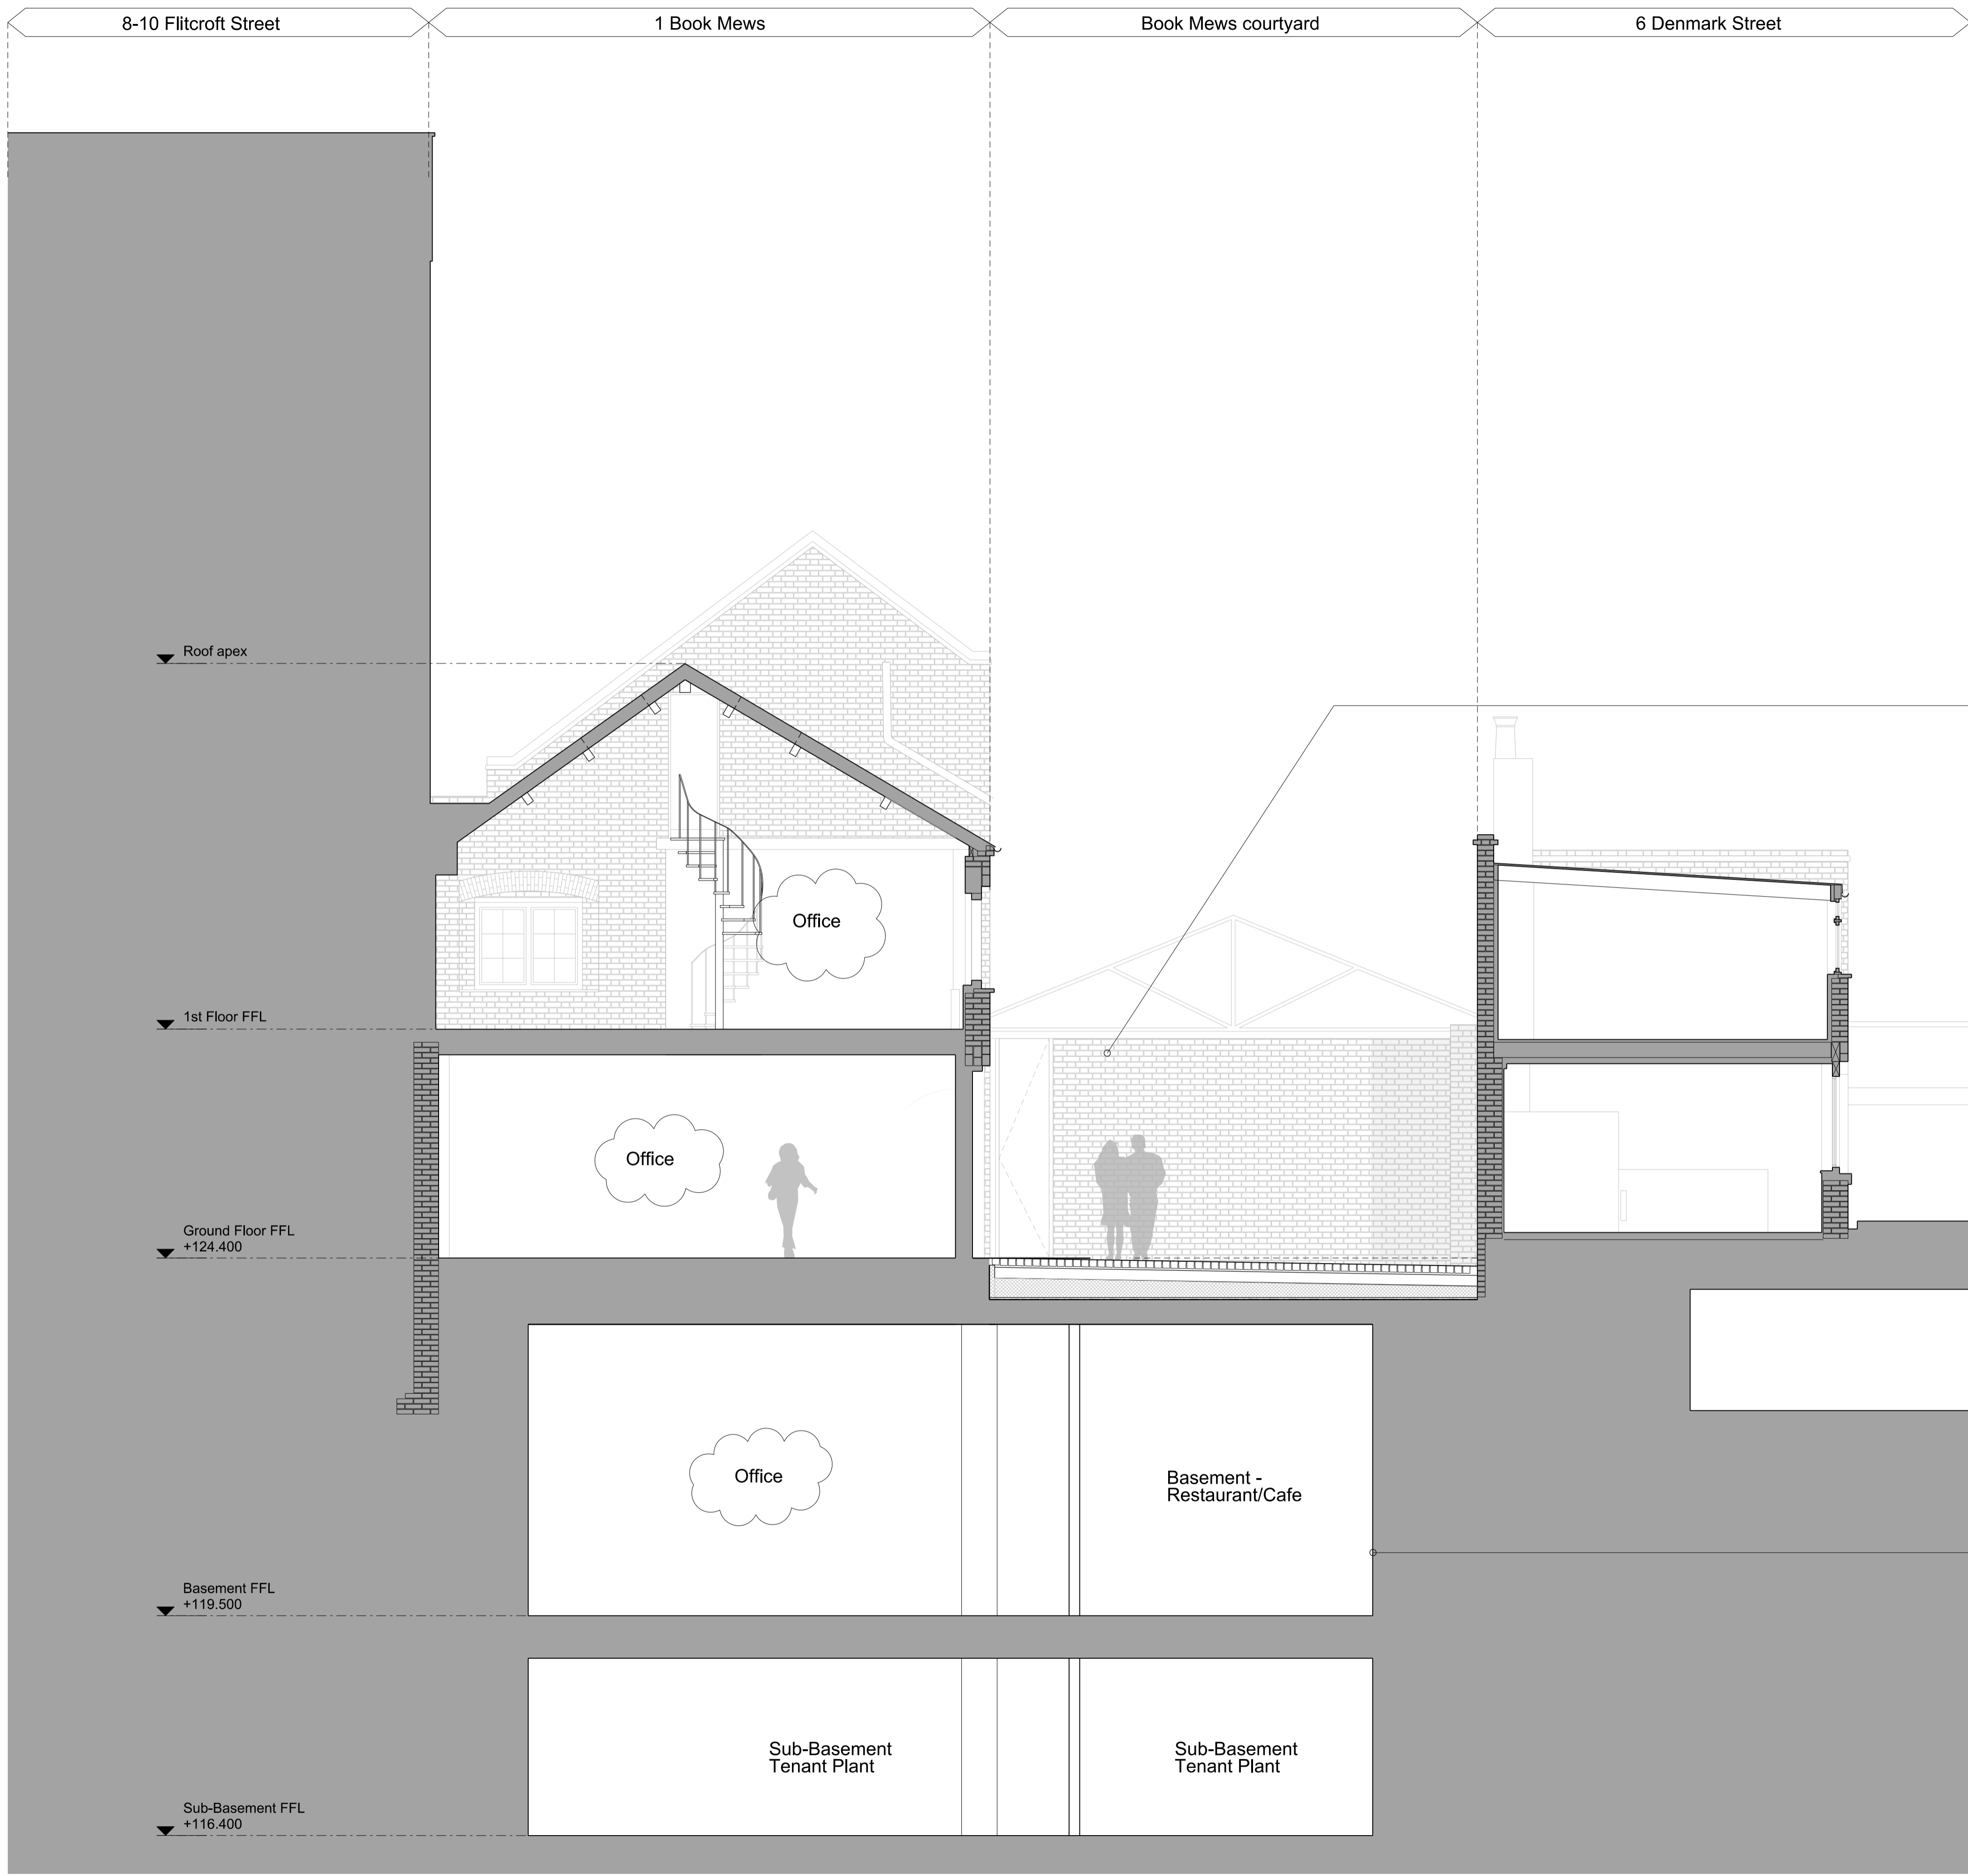 8-10 Flitcroft Street
1 Book Mews
Book Mews courtyard
6 Denmark Street
Roof apex
Office
1st Floor FFL
Office
Ground Floor FFL
+124.400
Office
Basement -
Restaurant/Cafe
Basement FFL
+119.500
Sub-Basement
Tenant Plant
Sub-Basement
Tenant Plant
Sub-Basement FFL
+116.400